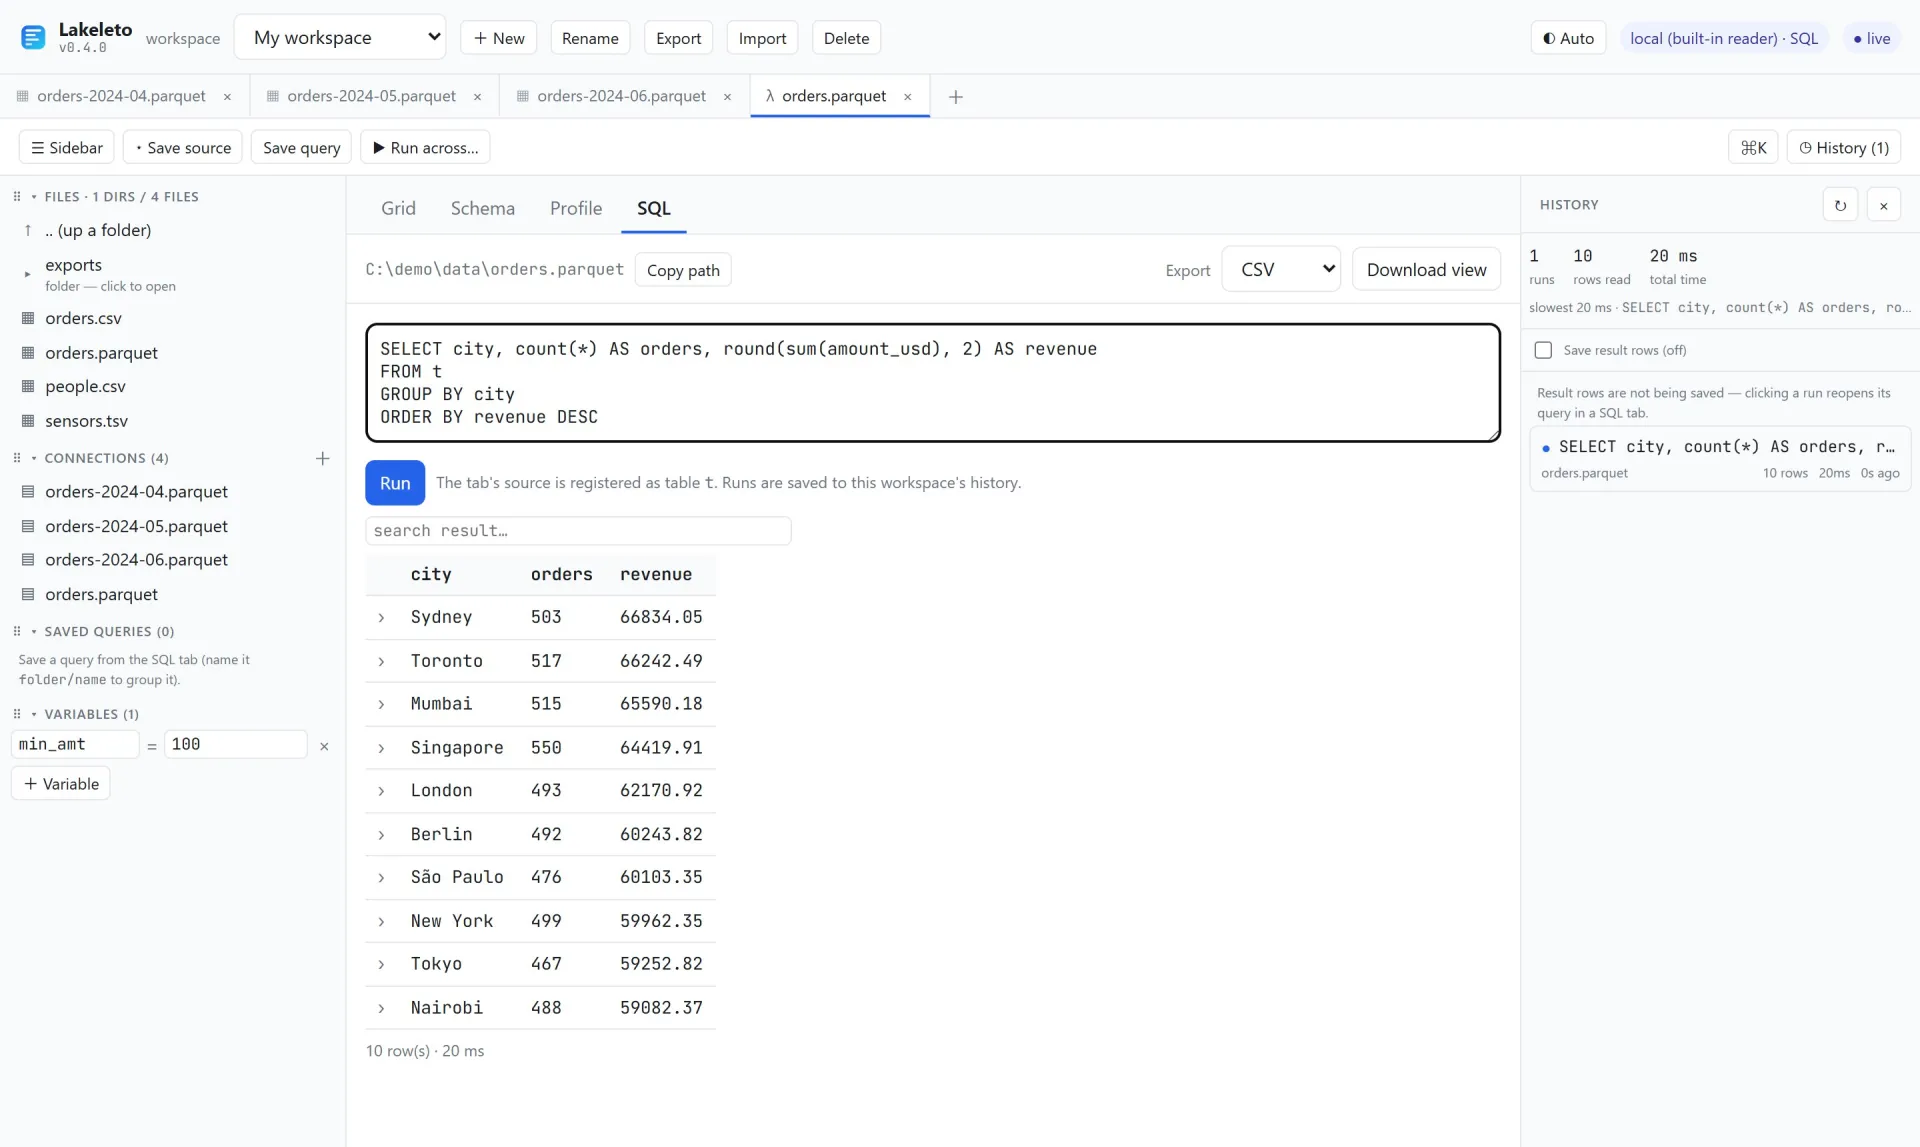 Lakeleto
v0.4.0
workspace
My workspace
+ New
Rename
Export
Import
Delete
Auto
local (built-in reader) · SQL
● live
orders-2024-04.parquet ×
orders-2024-05.parquet ×
orders-2024-06.parquet ×
λ orders.parquet ×
+
☰ Sidebar
· Save source
Save query
▶ Run across...
⌘K
History (1)
FILES · 1 DIRS / 4 FILES
↑ .. (up a folder)
exports
folder — click to open
orders.csv
orders.parquet
people.csv
sensors.tsv
CONNECTIONS (4) +
orders-2024-04.parquet
orders-2024-05.parquet
orders-2024-06.parquet
orders.parquet
SAVED QUERIES (0)
Save a query from the SQL tab (name it
folder/name to group it).
VARIABLES (1)
min_amt = 100 ×
+ Variable
Grid Schema Profile SQL
C:\demo\data\orders.parquet
Copy path
Export
CSV
Download view
SELECT city, count(*) AS orders, round(sum(amount_usd), 2) AS revenue
FROM t
GROUP BY city
ORDER BY revenue DESC
Run
The tab's source is registered as table t. Runs are saved to this workspace's history.
search result…
city orders revenue
› Sydney 503 66834.05
› Toronto 517 66242.49
› Mumbai 515 65590.18
› Singapore 550 64419.91
› London 493 62170.92
› Berlin 492 60243.82
› São Paulo 476 60103.35
› New York 499 59962.35
› Tokyo 467 59252.82
› Nairobi 488 59082.37
10 row(s) · 20 ms
HISTORY
↻ ×
1 10 20 ms
runs rows read total time
slowest 20 ms · SELECT city, count(*) AS orders, ro…
Save result rows (off)
Result rows are not being saved — clicking a run reopens its
query in a SQL tab.
● SELECT city, count(*) AS orders, r…
orders.parquet 10 rows 20ms 0s ago